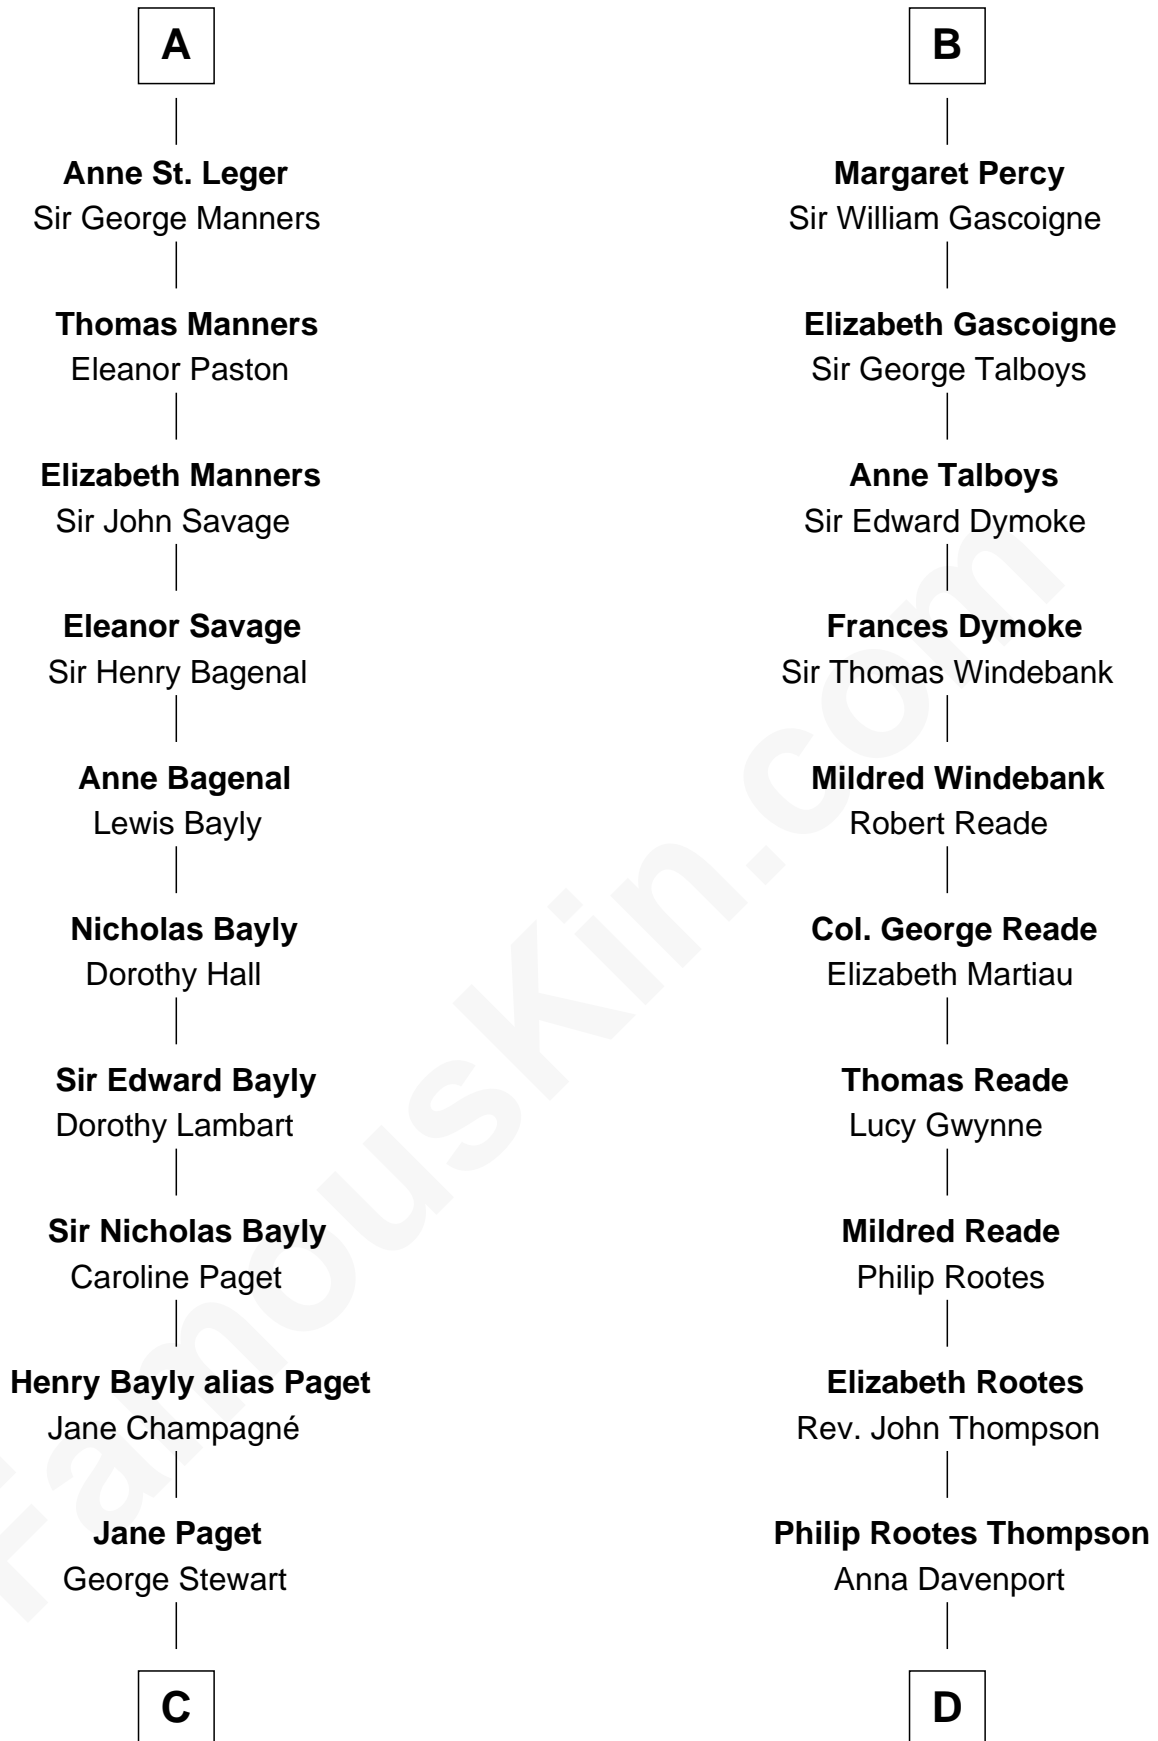 A
Anne St. Leger
Sir George Manners
Thomas Manners
Eleanor Paston
Elizabeth Manners
Sir John Savage
Eleanor Savage
Sir Henry Bagenal
Anne Bagenal
Lewis Bayly
Nicholas Bayly
Dorothy Hall
Sir Edward Bayly
Dorothy Lambart
Sir Nicholas Bayly
Caroline Paget
Henry Bayly alias Paget
Jane Champagné
Jane Paget
George Stewart
C
B
Margaret Percy
Sir William Gascoigne
Elizabeth Gascoigne
Sir George Talboys
Anne Talboys
Sir Edward Dymoke
Frances Dymoke
Sir Thomas Windebank
Mildred Windebank
Robert Reade
Col. George Reade
Elizabeth Martiau
Thomas Reade
Lucy Gwynne
Mildred Reade
Philip Rootes
Elizabeth Rootes
Rev. John Thompson
Philip Rootes Thompson
Anna Davenport
D
FamousKin.com